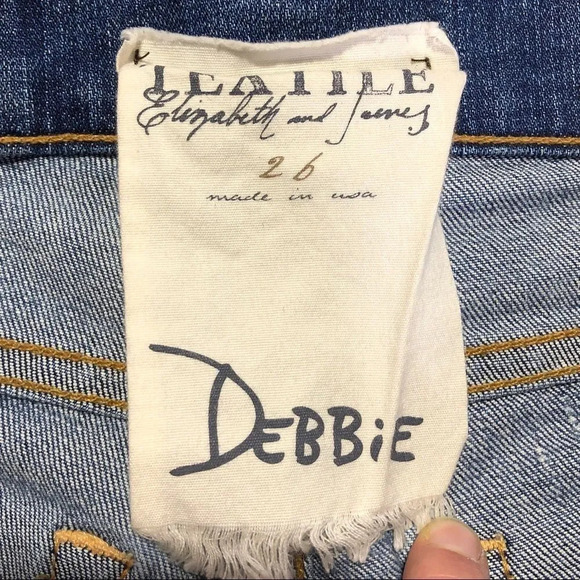 TEXTILE
Elizabeth and James
26
made in usa
DEBBiE